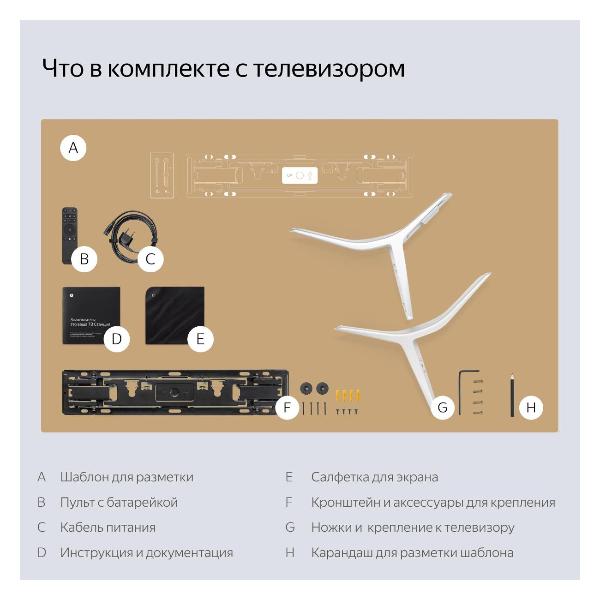 Что в комплекте с телевизором
A
B
C
D
E
F
G
H
A Шаблон для разметки
B Пульт с батарейкой
C Кабель питания
D Инструкция и документация
E Салфетка для экрана
F Кронштейн и аксессуары для крепления
G Ножки и крепление к телевизору
H Карандаш для разметки шаблона